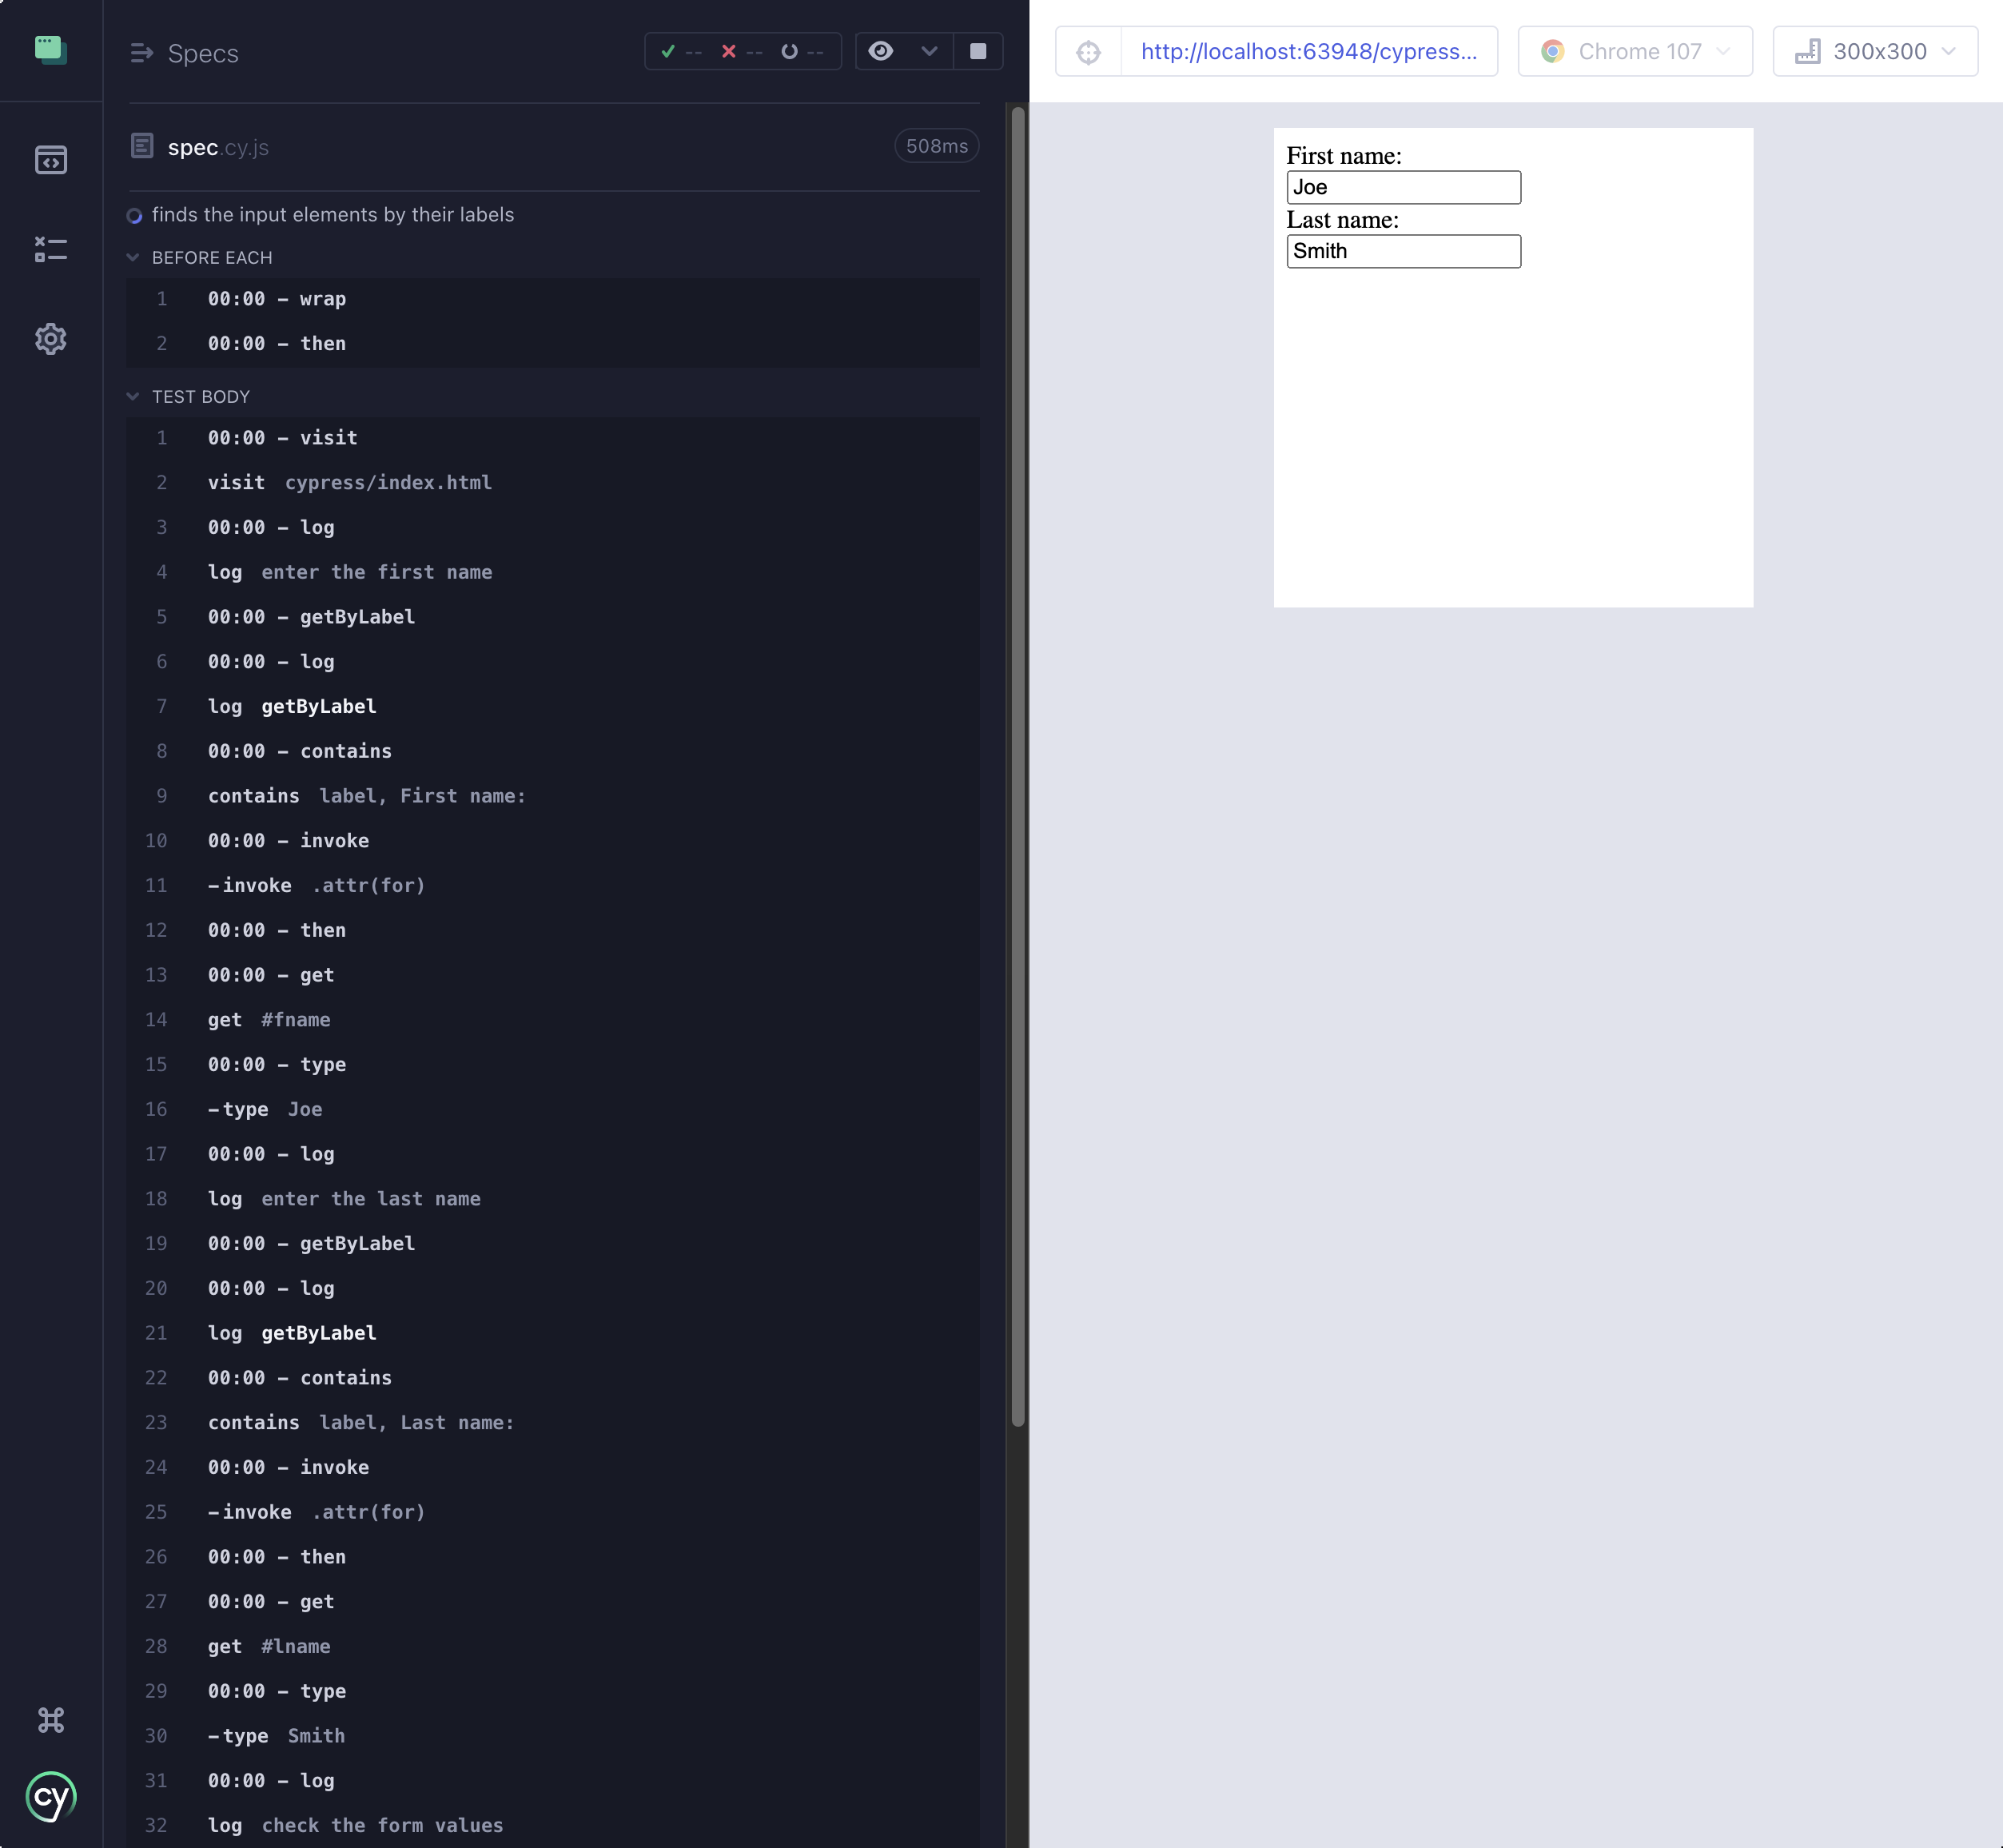 Specs
-- -- --
http://localhost:63948/cypress...
Chrome 107
300x300
spec.cy.js
508ms
finds the input elements by their labels
BEFORE EACH
1 00:00 – wrap
2 00:00 – then
TEST BODY
1 00:00 – visit
2 visit cypress/index.html
3 00:00 – log
4 log enter the first name
5 00:00 – getByLabel
6 00:00 – log
7 log getByLabel
8 00:00 – contains
9 contains label, First name:
10 00:00 – invoke
11 –invoke .attr(for)
12 00:00 – then
13 00:00 – get
14 get #fname
15 00:00 – type
16 –type Joe
17 00:00 – log
18 log enter the last name
19 00:00 – getByLabel
20 00:00 – log
21 log getByLabel
22 00:00 – contains
23 contains label, Last name:
24 00:00 – invoke
25 –invoke .attr(for)
26 00:00 – then
27 00:00 – get
28 get #lname
29 00:00 – type
30 –type Smith
31 00:00 – log
32 log check the form values
cy
First name:
Joe
Last name:
Smith